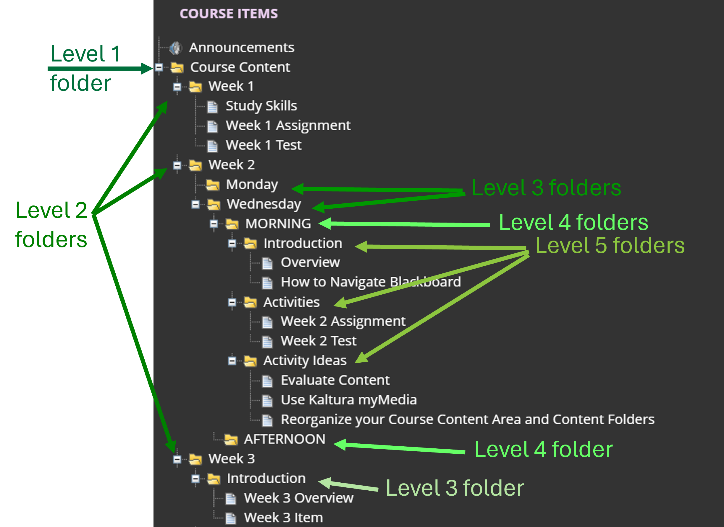 COURSE ITEMS
Announcements
Level 1
folder
Course Content
Week 1
Study Skills
Week 1 Assignment
Week 1 Test
Week 2
Monday
Level 3 folders
Wednesday
Level 2
folders
MORNING
Level 4 folders
Introduction
Level 5 folders
Overview
How to Navigate Blackboard
Activities
Week 2 Assignment
Week 2 Test
Activity Ideas
Evaluate Content
Use Kaltura myMedia
Reorganize your Course Content Area and Content Folders
AFTERNOON
Level 4 folder
Week 3
Introduction
Level 3 folder
Week 3 Overview
Week 3 Item